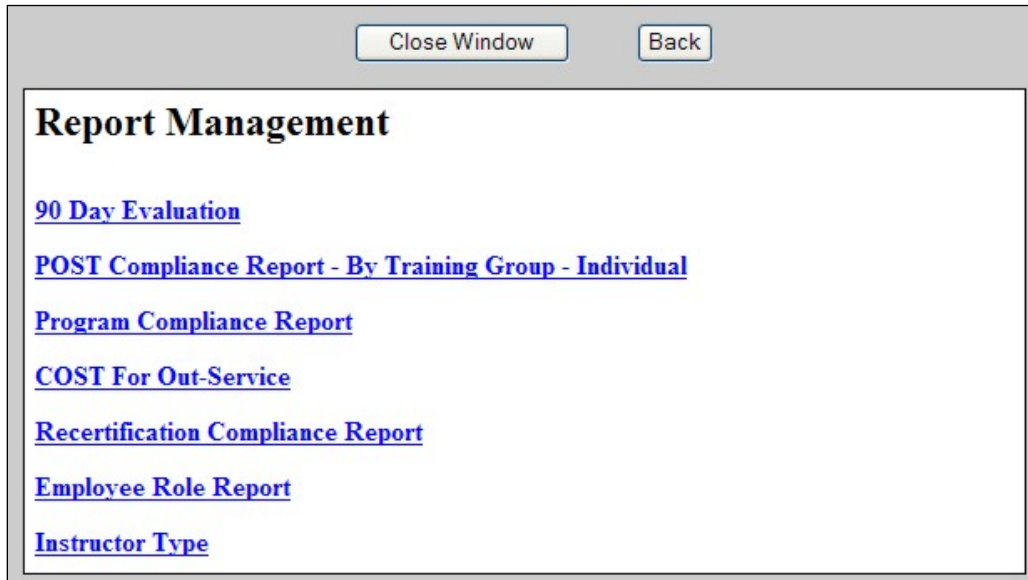 Close Window Back
Report Management
90 Day Evaluation
POST Compliance Report - By Training Group - Individual
Program Compliance Report
COST For Out-Service
Recertification Compliance Report
Employee Role Report
Instructor Type